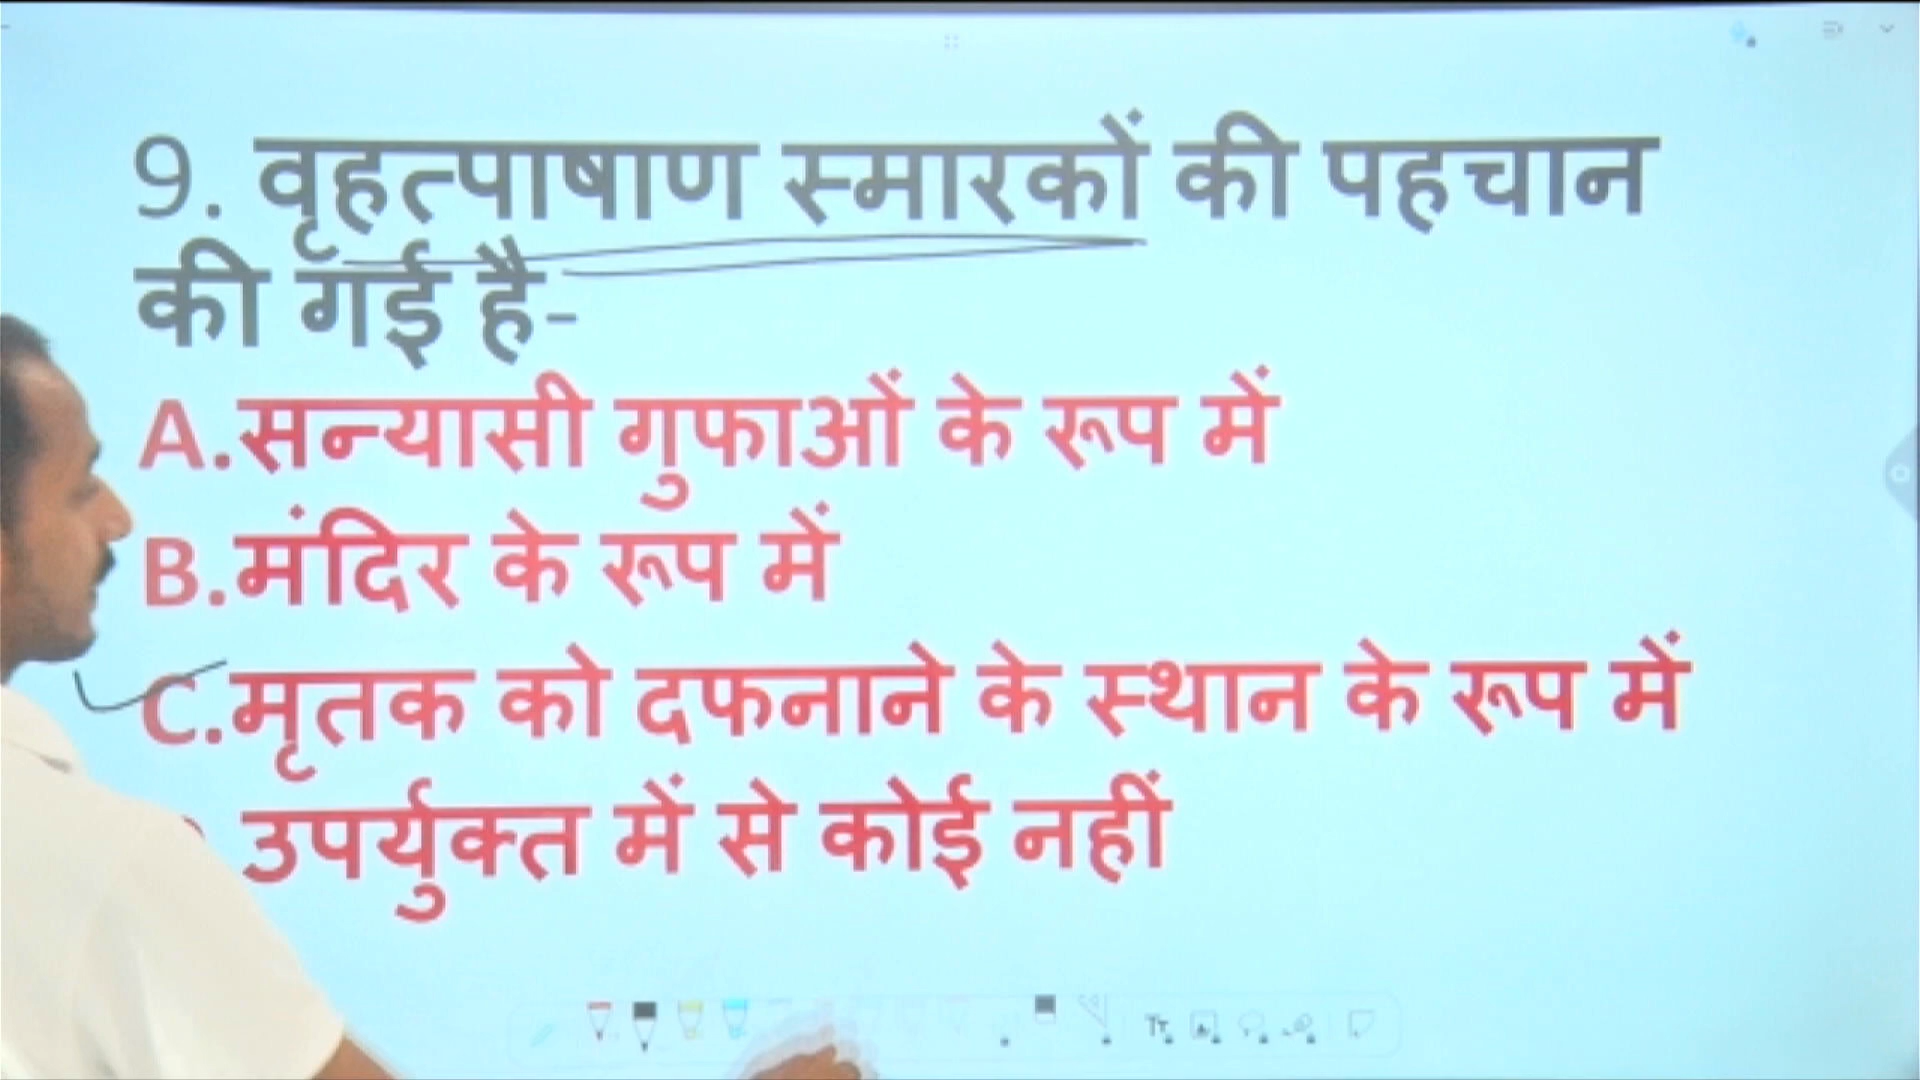 9. वृहत्पाषाण स्मारकों की पहचान
की गई है-
A.सन्यासी गुफाओं के रूप में
B.मंदिर के रूप में
C.मृतक को दफनाने के स्थान के रूप में
उपर्युक्त में से कोई नहीं